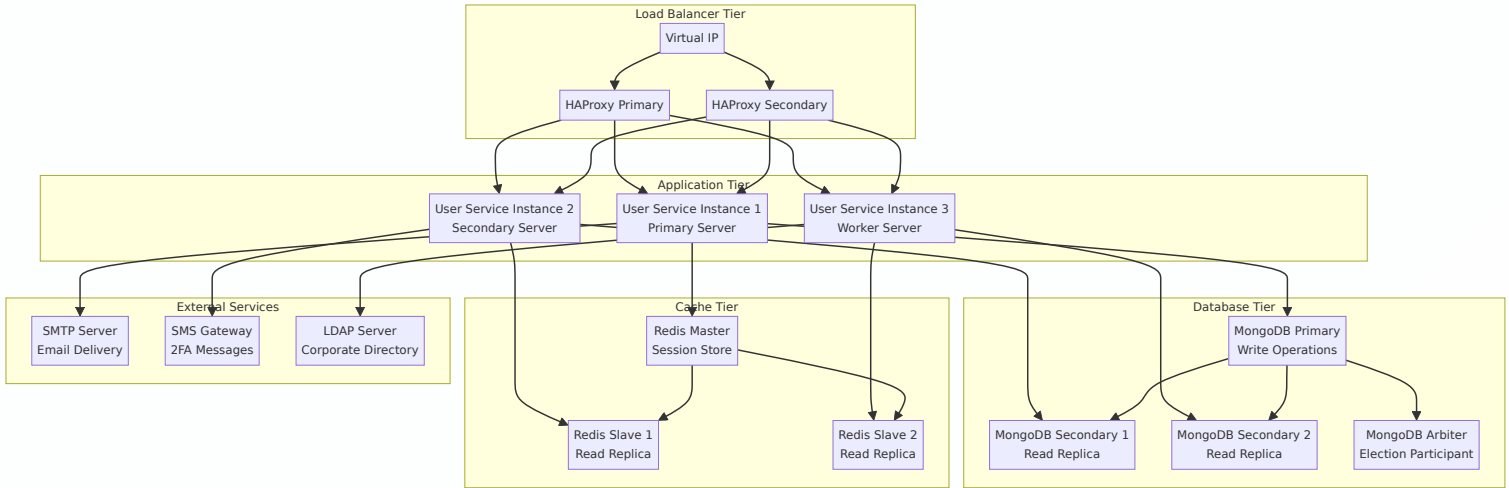 Load Balancer Tier
Virtual IP
HAProxy Primary
HAProxy Secondary
Application Tier
User Service Instance 2
Secondary Server
User Service Instance 1
Primary Server
User Service Instance 3
Worker Server
External Services
SMTP Server
Email Delivery
SMS Gateway
2FA Messages
LDAP Server
Corporate Directory
Cache Tier
Redis Master
Session Store
Redis Slave 1
Read Replica
Redis Slave 2
Read Replica
Database Tier
MongoDB Primary
Write Operations
MongoDB Secondary 1
Read Replica
MongoDB Secondary 2
Read Replica
MongoDB Arbiter
Election Participant